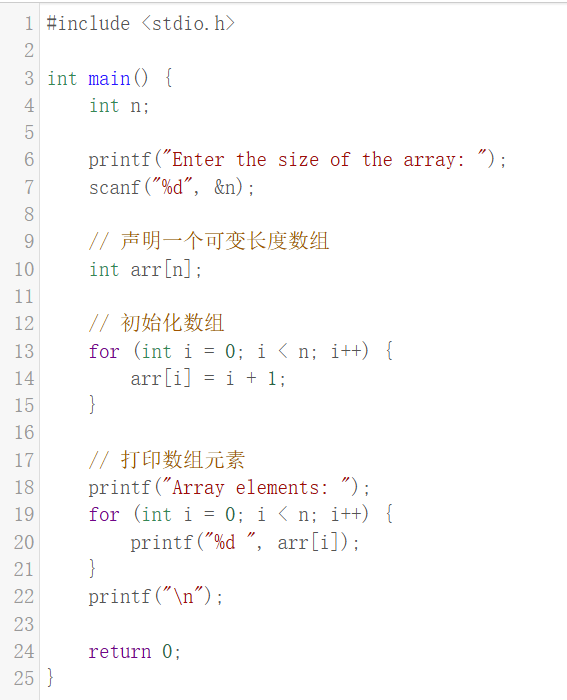 1 #include <stdio.h>
2
3 int main() {
4     int n;
5
6     printf("Enter the size of the array: ");
7     scanf("%d", &n);
8
9     // 声明一个可变长度数组
10     int arr[n];
11
12     // 初始化数组
13     for (int i = 0; i < n; i++) {
14         arr[i] = i + 1;
15     }
16
17     // 打印数组元素
18     printf("Array elements: ");
19     for (int i = 0; i < n; i++) {
20         printf("%d ", arr[i]);
21     }
22     printf("\n");
23
24     return 0;
25 }